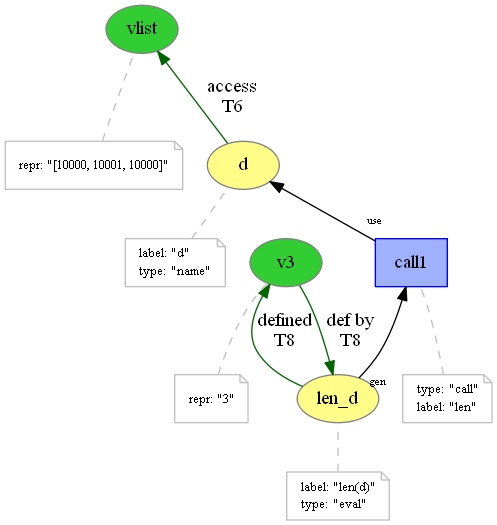 vlist
access
T6
repr: "[10000, 10001, 10000]"
d
use
label: "d"
type: "name"
v3
call1
defined
T8
def by
T8
gen
repr: "3"
len_d
type: "call"
label: "len"
label: "len(d)"
type: "eval"